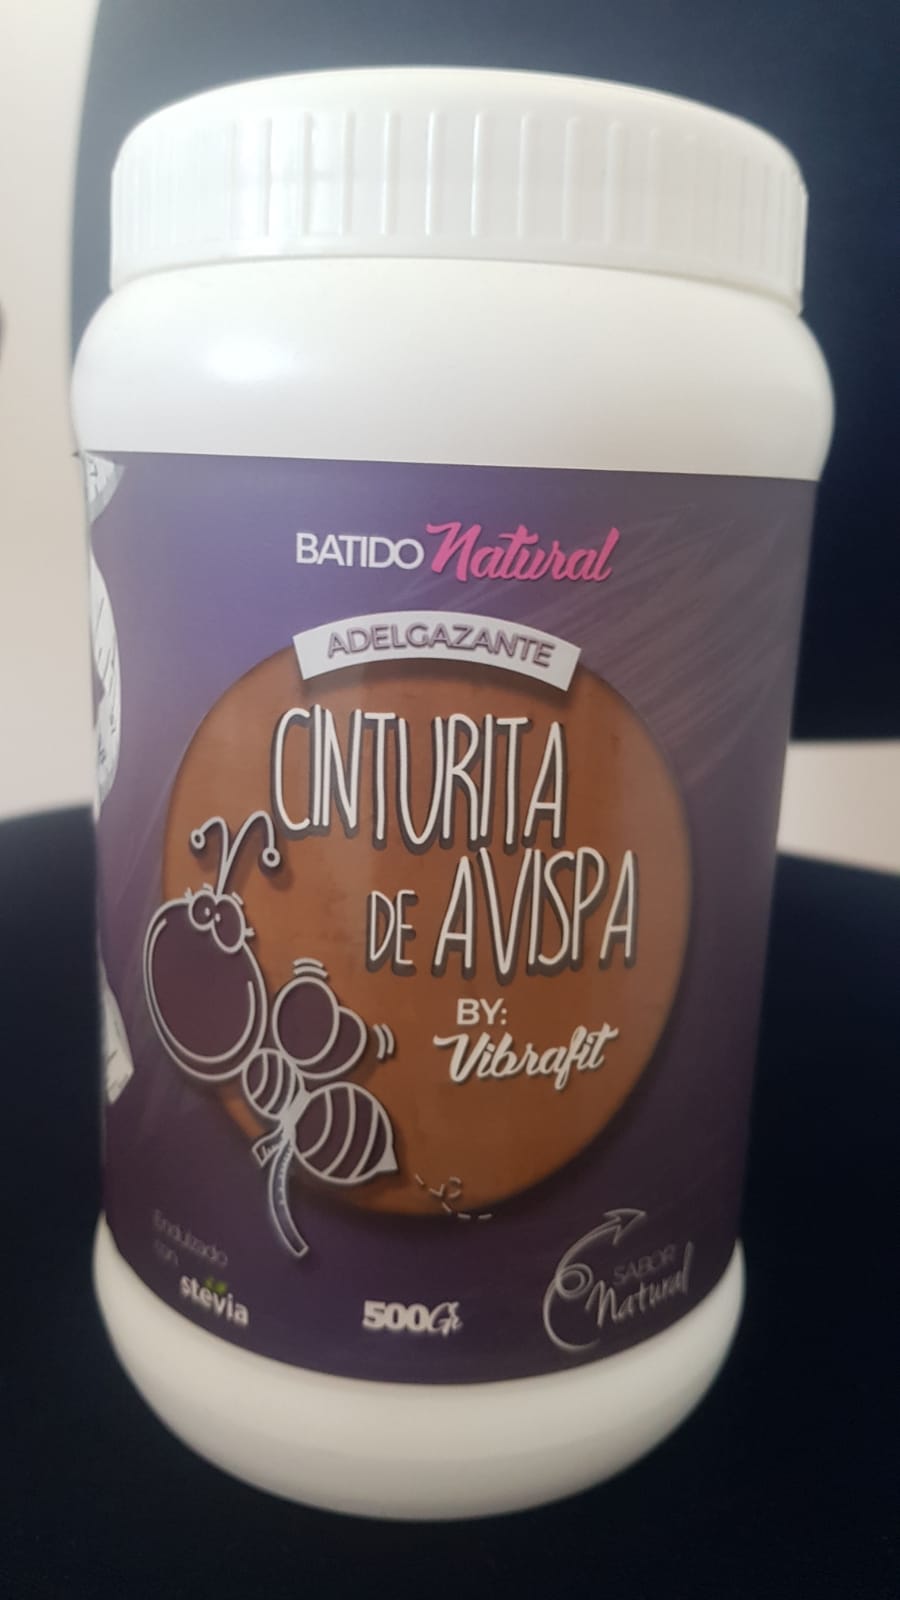 BATIDO Natural
ADELGAZANTE
CINTURITA
DE AVISPA
BY:
Vibrafit
Endulzado
con
stevia
500Gr
SABOR
Natural